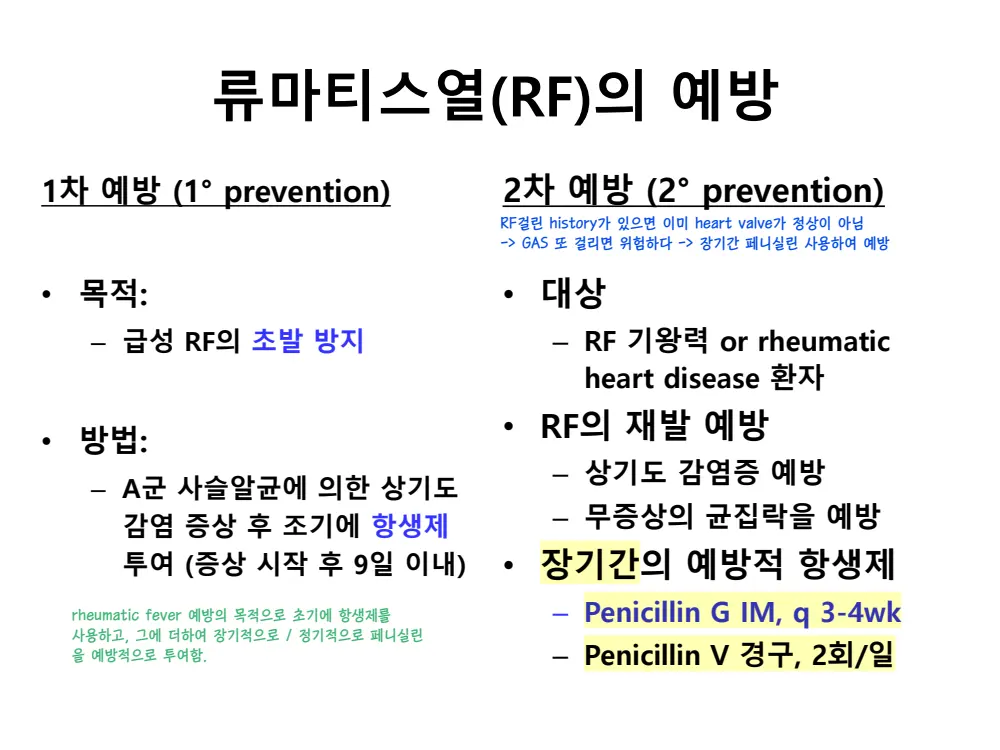 류마티스열(RF)의 예방
1차 예방 (1° prevention)
• 목적:
– 급성 RF의 초발 방지
• 방법:
– A군 사슬알균에 의한 상기도
감염 증상 후 조기에 항생제
투여 (증상 시작 후 9일 이내)
rheumatic fever 예방의 목적으로 초기에 항생제를
사용하고, 그에 더하여 장기적으로 / 정기적으로 페니실린
을 예방적으로 투여함.
2차 예방 (2° prevention)
RF걸린 history가 있으면 이미 heart valve가 정상이 아님
-> GAS 또 걸리면 위험하다 -> 장기간 페니실린 사용하여 예방
• 대상
– RF 기왕력 or rheumatic
heart disease 환자
• RF의 재발 예방
– 상기도 감염증 예방
– 무증상의 균집락을 예방
• 장기간의 예방적 항생제
– Penicillin G IM, q 3-4wk
– Penicillin V 경구, 2회/일